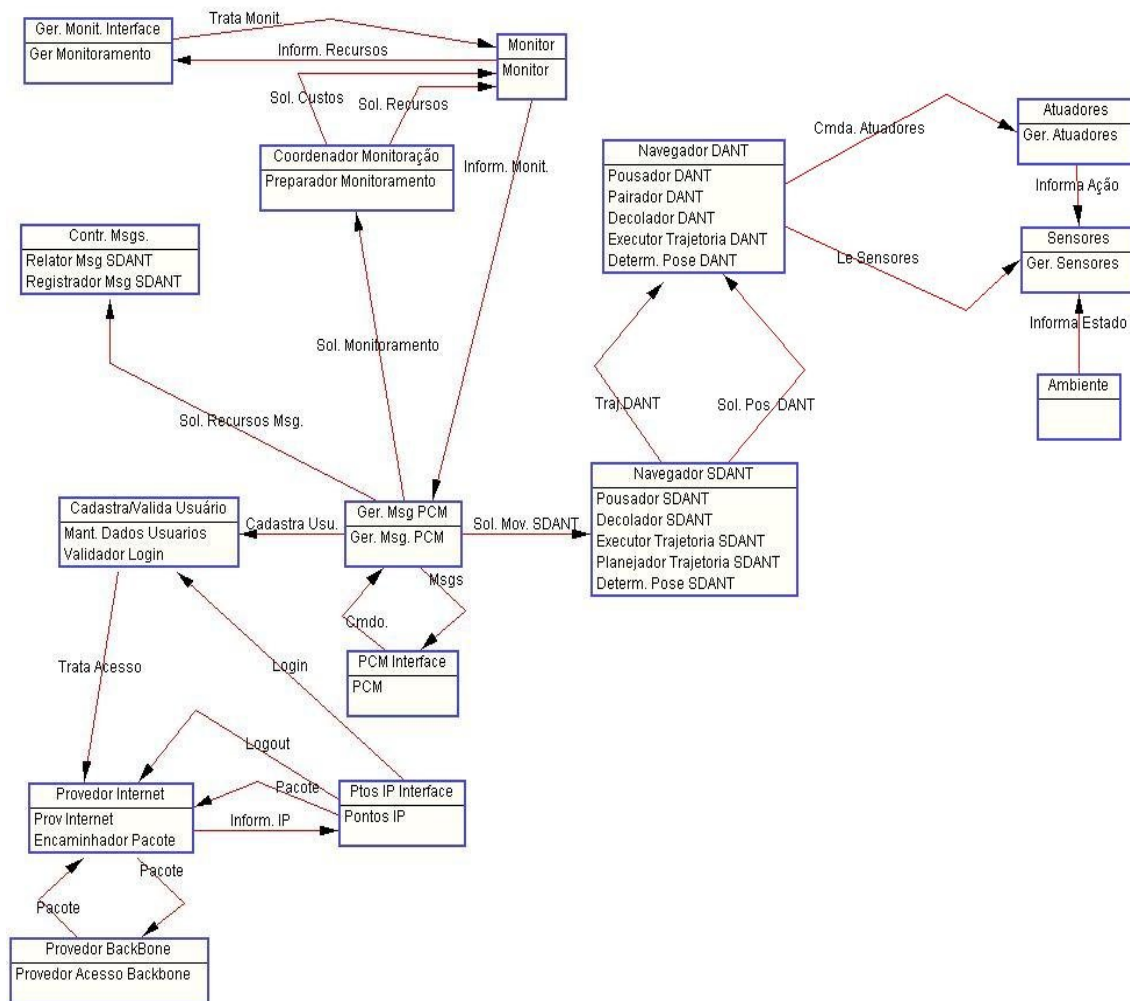 Trata Monit.
Ger. Monit. Interface
Ger Monitoramento
Inform. Recursos
Monitor
Monitor
Sol. Custos
Sol. Recursos
Coordenador Monitoração
Preparador Monitoramento
Inform. Monit.
Contr. Msgs.
Relator Msg SDANT
Registrador Msg SDANT
Sol. Monitoramento
Sol. Recursos Msg.
Navegador DANT
Pousador DANT
Pairador DANT
Decolador DANT
Executor Trajetoria DANT
Determ. Pose DANT
Cmda. Atuadores
Atuadores
Ger. Atuadores
Informa Ação
Le Sensores
Sensores
Ger. Sensores
Informa Estado
Ambiente
Traj.DANT
Sol. Pos. DANT
Navegador SDANT
Pousador SDANT
Decolador SDANT
Executor Trajetoria SDANT
Planejador Trajetoria SDANT
Determ. Pose SDANT
Cadastra/Valida Usuário
Mant. Dados Usuarios
Validador Login
Cadastra Usu.
Ger. Msg PCM
Ger. Msg. PCM
Sol. Mov. SDANT
Msgs
Cmdo.
PCM Interface
PCM
Trata Acesso
Login
Logout
Provedor Internet
Prov Internet
Encaminhador Pacote
Pacote
Inform. IP
Ptos IP Interface
Pontos IP
Pacote
Pacote
Provedor BackBone
Provedor Acesso Backbone